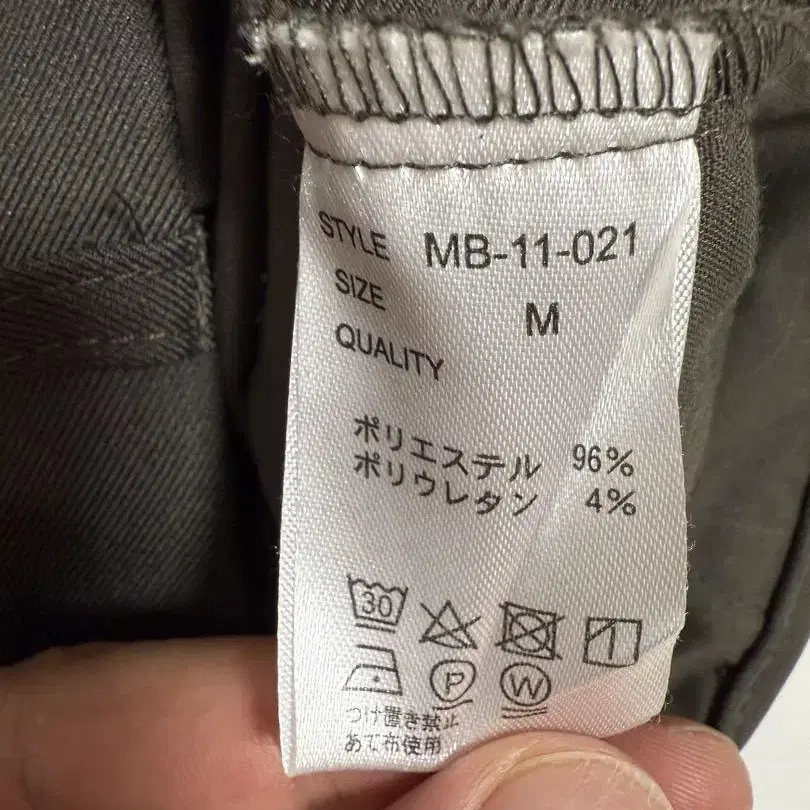 STYLE MB-11-021
SIZE M
QUALITY
ポリエステル 96%
ポリウレタン 4%
30
P W
つけ置き禁止
あて布使用